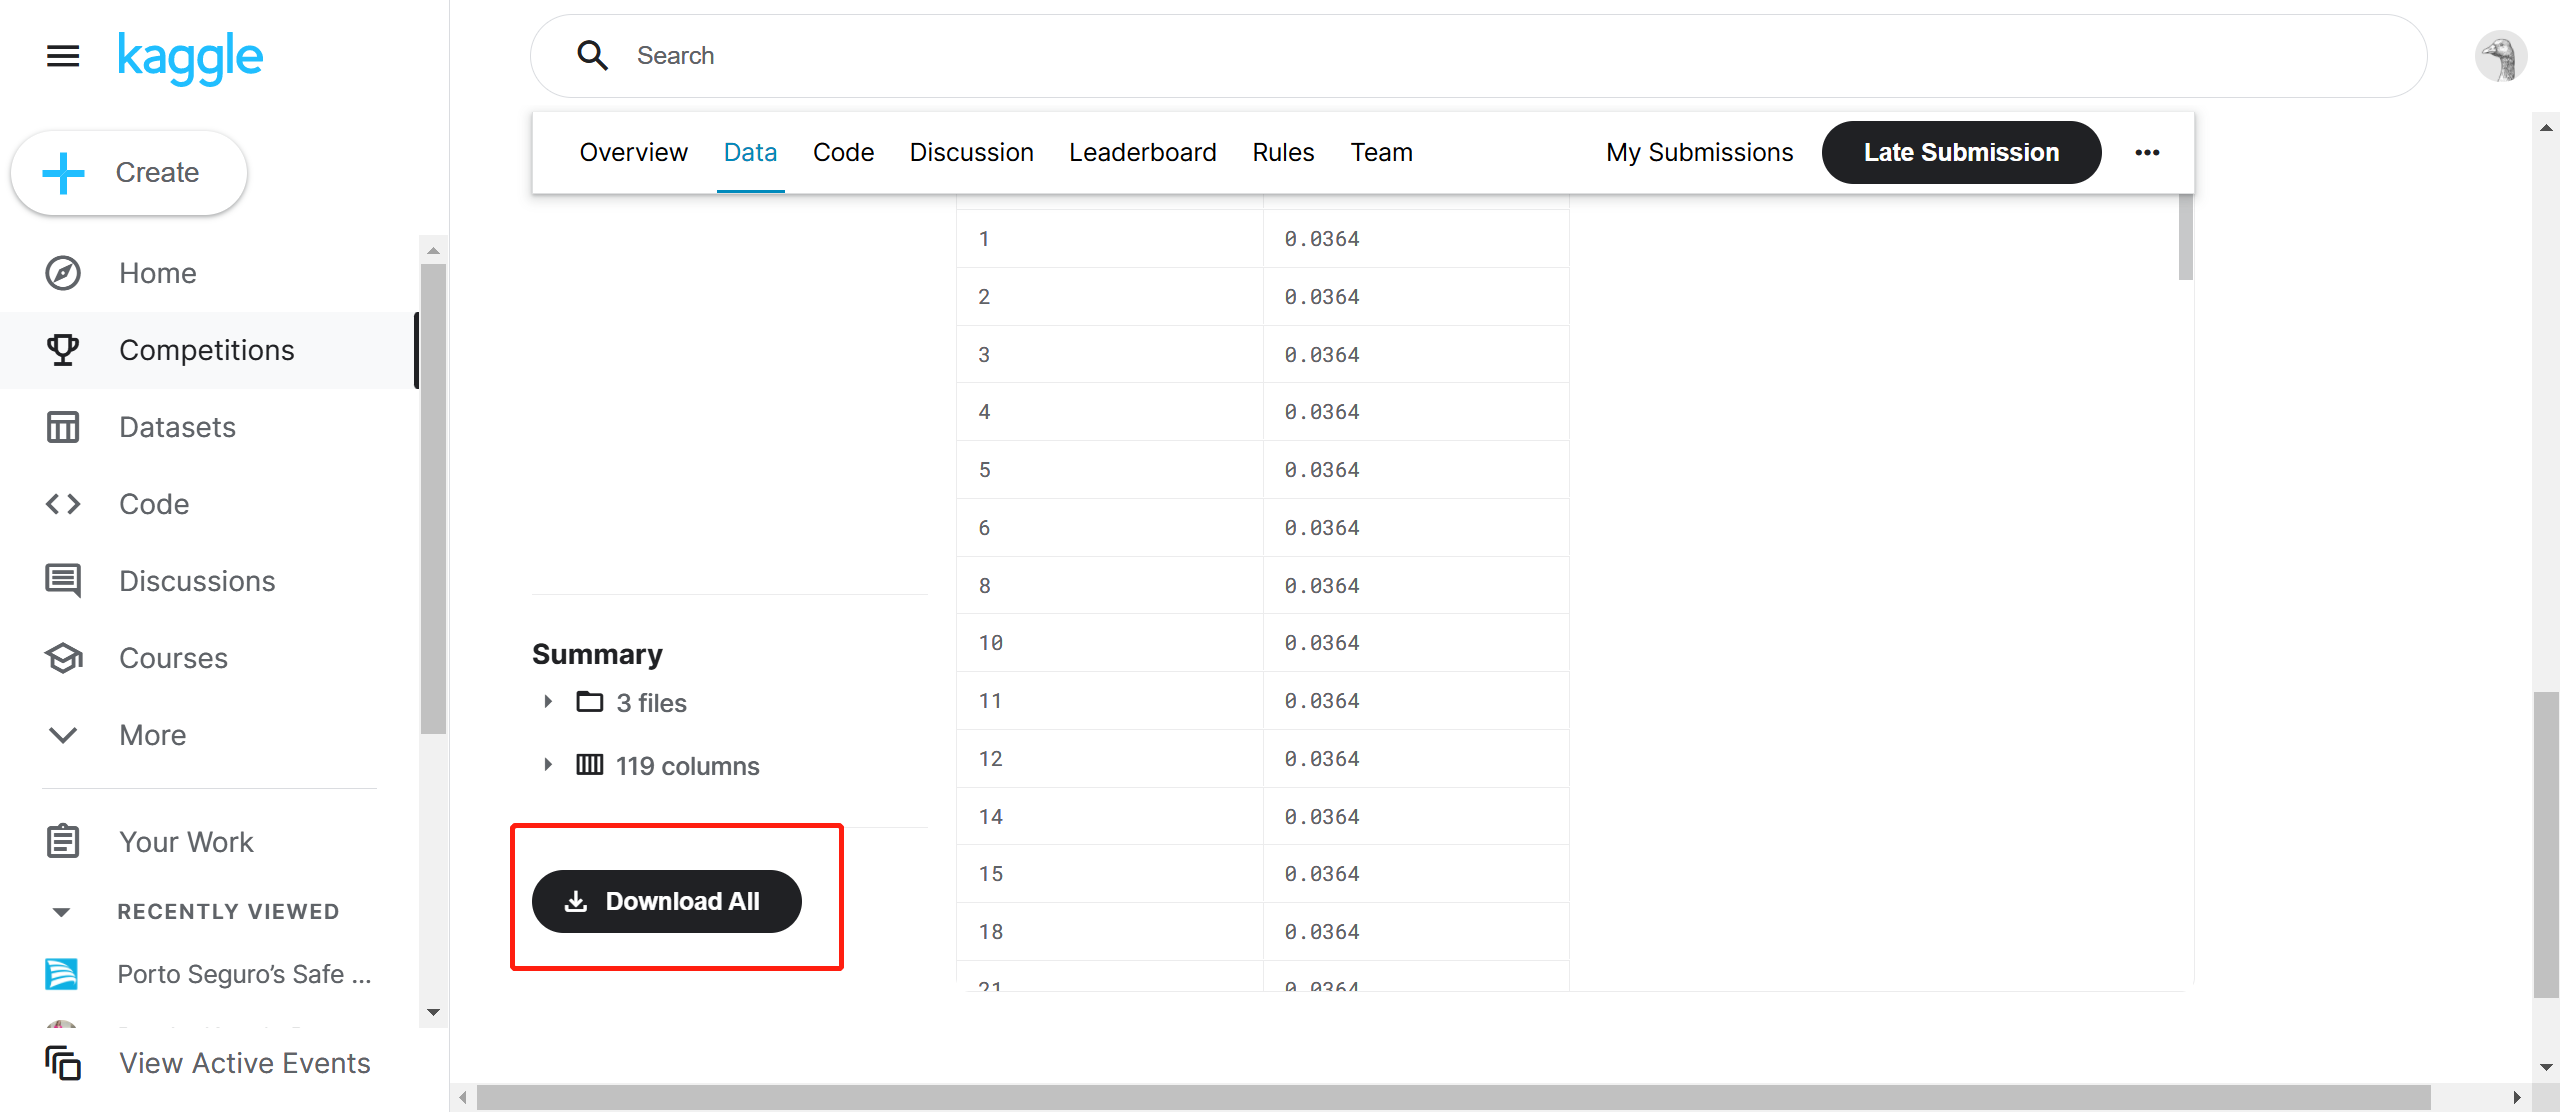 kaggle
Search
Create
Home
Competitions
Datasets
Code
Discussions
Courses
More
Your Work
RECENTLY VIEWED
Porto Seguro’s Safe ...
View Active Events
Overview Data Code Discussion Leaderboard Rules Team My Submissions Late Submission
1 0.0364
2 0.0364
3 0.0364
4 0.0364
5 0.0364
6 0.0364
8 0.0364
10 0.0364
11 0.0364
12 0.0364
14 0.0364
15 0.0364
18 0.0364
21 0.0364
Summary
3 files
119 columns
Download All